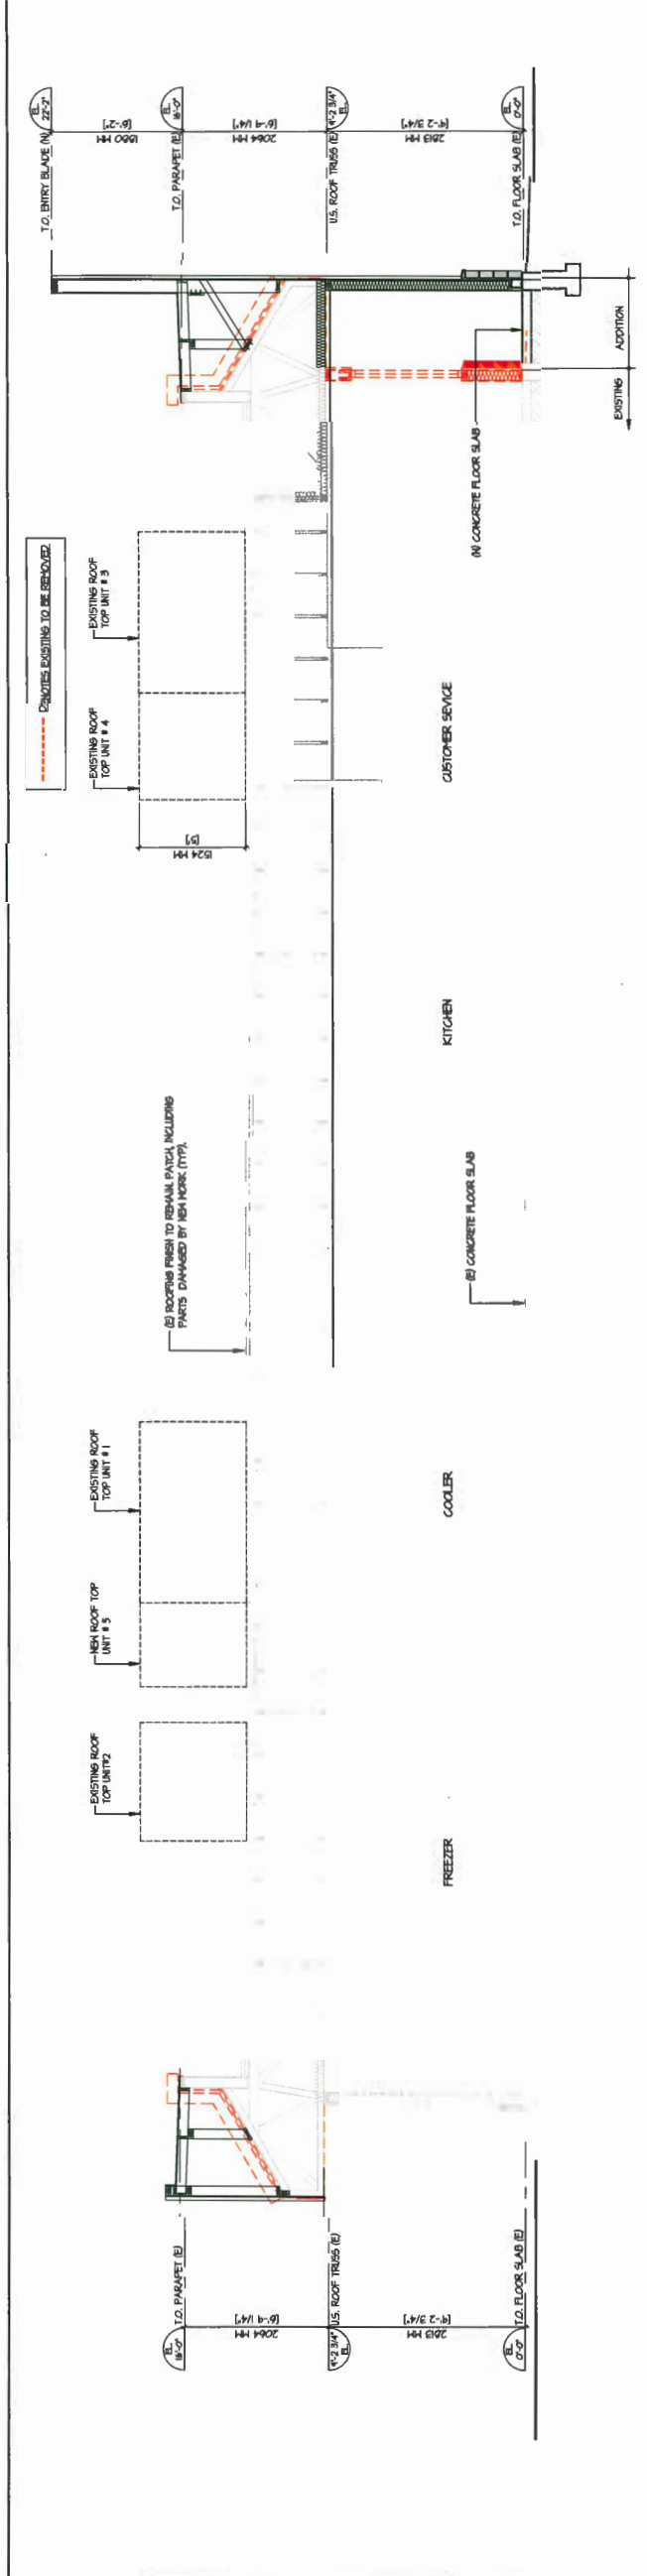 T.O. ENTRY BLADE (N)
EL.
22'-2"
1880 MM
[6'-2"]
T.O. PARAPET (E)
EL.
16'-0"
2064 MM
[6'-9 1/4"]
U.S. ROOF TRUSS (E)
9'-2 3/4"
EL.
2813 MM
[9'-2 3/4"]
T.O. FLOOR SLAB (E)
EL.
0'-0"
EXISTING
ADDITION
(N) CONCRETE FLOOR SLAB
DENOTES EXISTING TO BE REMOVED.
EXISTING ROOF
TOP UNIT # 3
EXISTING ROOF
TOP UNIT # 4
1524 MM
[5']
CUSTOMER SEVICE
KITCHEN
(E) ROOFING FINISH TO REMAIN. PATCH, INCLUDING
PARTS DAMAGED BY NEW WORK (TYP).
(E) CONCRETE FLOOR SLAB
EXISTING ROOF
TOP UNIT # 1
NEW ROOF TOP
UNIT # 5
COOLER
EXISTING ROOF
TOP UNIT#2
FREEZER
T.O. PARAPET (E)
EL.
16'-0"
2064 MM
[6'-9 1/4"]
U.S. ROOF TRUSS (E)
9'-2 3/4"
EL.
2813 MM
[9'-2 3/4"]
T.O. FLOOR SLAB (E)
EL.
0'-0"